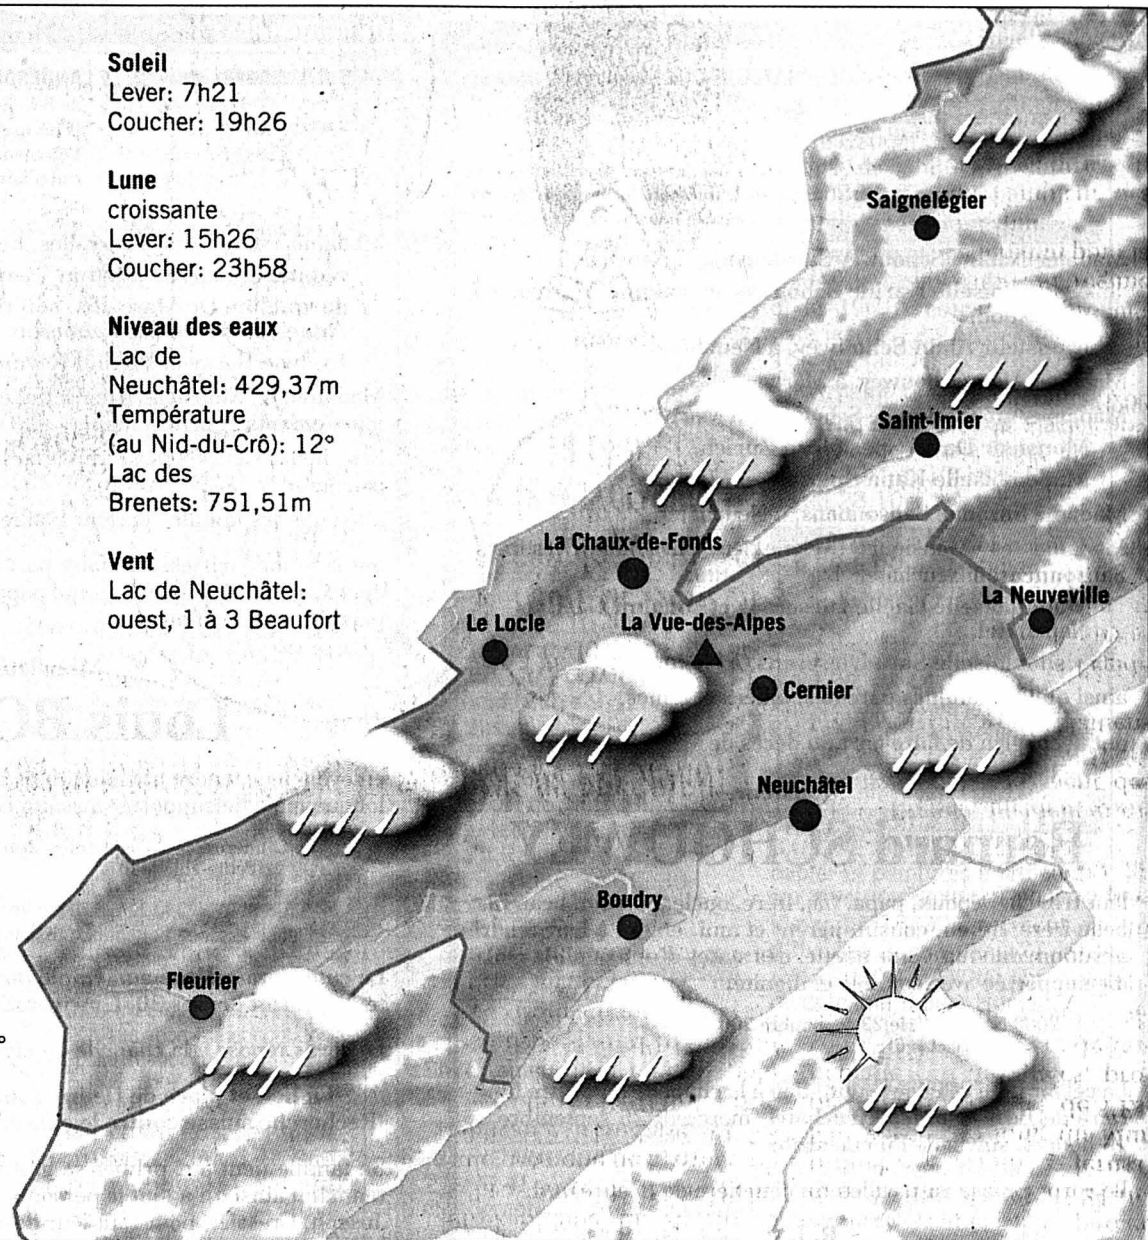 Soleil
Lever: 7h21
Coucher: 19h26
Lune
croissante
Lever: 15h26
Coucher: 23h58
Niveau des eaux
Lac de
Neuchâtel: 429,37m
Température
(au Nid-du-Crô): 12°
Lac des
Brenets: 751,51m
Vent
Lac de Neuchâtel:
ouest, 1 à 3 Beaufort
Saignelégier
Saint-Imier
La Chaux-de-Fonds
La Neuveville
Le Locle
La Vue-des-Alpes
Cernier
Neuchâtel
Boudry
Fleurier